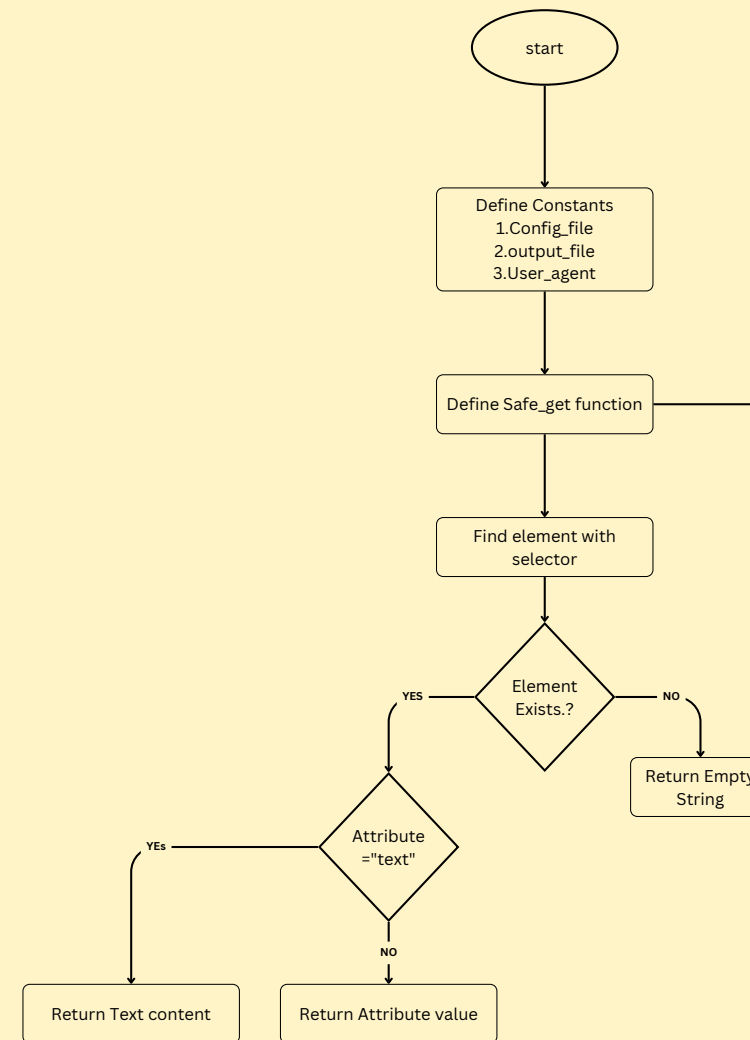 start
Define Constants
1.Config_file
2.output_file
3.User_agent
Define Safe_get function
Find element with
selector
Element
Exists.?
YES
NO
Return Empty
String
Attribute
="text"
YEs
NO
Return Text content
Return Attribute value